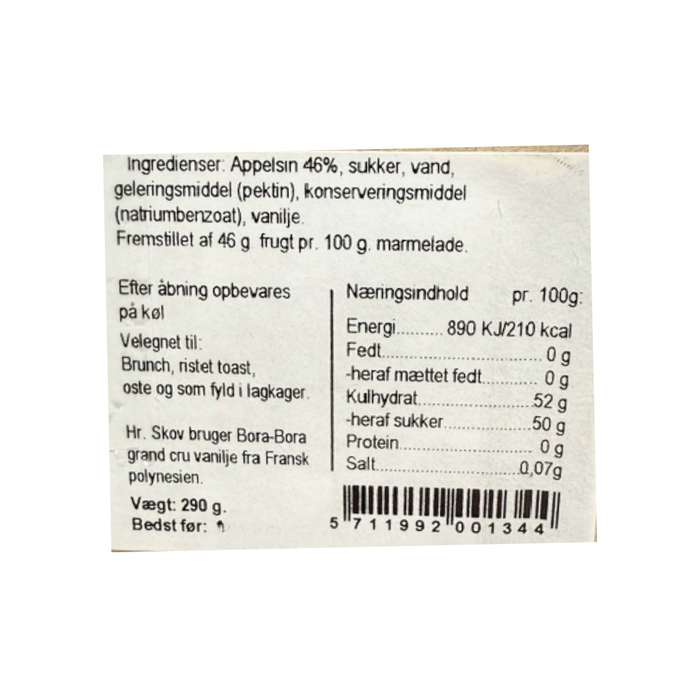 Ingredienser: Appelsin 46%, sukker, vand,
geleringsmiddel (pektin), konserveringsmiddel
(natriumbenzoat), vanilje.
Fremstillet af 46 g frugt pr. 100 g. marmelade.
Efter åbning opbevares
på køl
Velegnet til:
Brunch, ristet toast,
oste og som fyld i lagkager.
Hr. Skov bruger Bora-Bora
grand cru vanilje fra Fransk
polynesien.
Vægt: 290 g.
Bedst før:
Næringsindhold pr. 100g:
Energi.......... 890 KJ/210 kcal
Fedt................................ 0 g
-heraf mættet fedt............ 0 g
Kulhydrat.......................52 g
-heraf sukker..................50 g
Protein............................ 0 g
Salt.............................0,07g
5 711992 001344